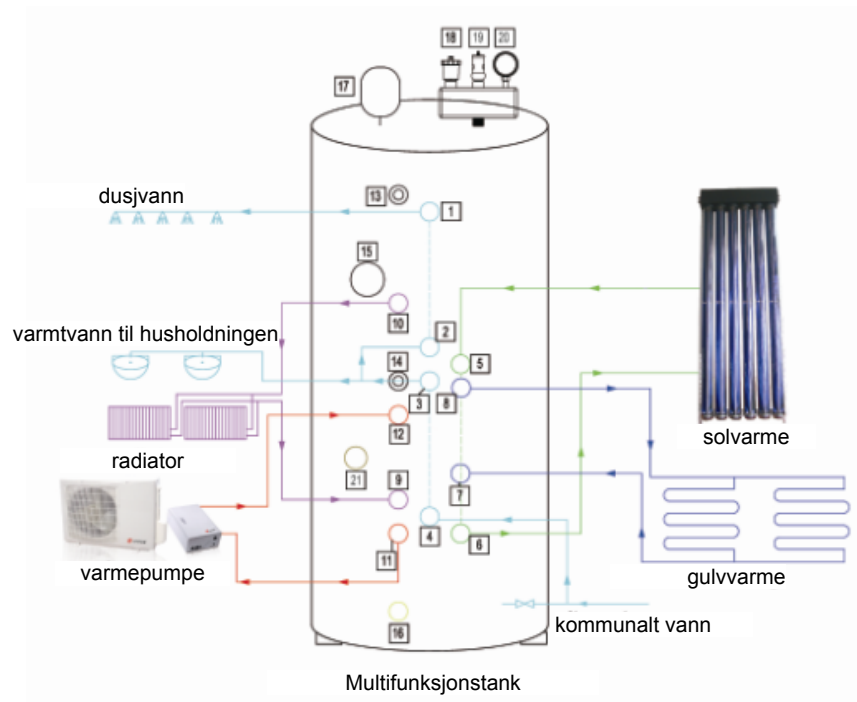 18 19 20
17
dusjvann
13
1
15
10
varmtvann til husholdningen
2
14
5
3 8
12
solvarme
radiator
21 9
7
4
6
11
varmepumpe
gulvvarme
16
kommunalt vann
Multifunksjonstank